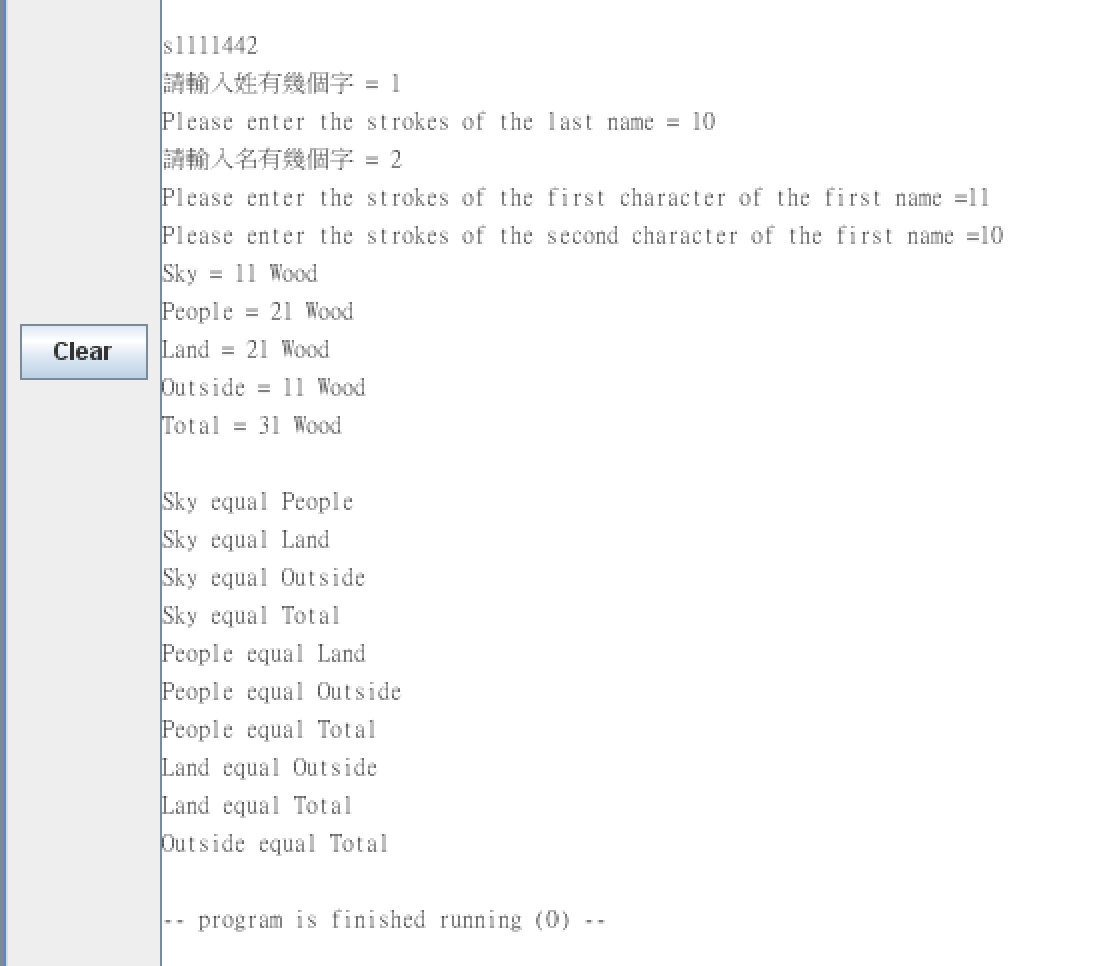 s1111442
請輸入姓有幾個字 = 1
Please enter the strokes of the last name = 10
請輸入名有幾個字 = 2
Please enter the strokes of the first character of the first name =11
Please enter the strokes of the second character of the first name =10
Sky = 11 Wood
People = 21 Wood
Land = 21 Wood
Outside = 11 Wood
Total = 31 Wood
Sky equal People
Sky equal Land
Sky equal Outside
Sky equal Total
People equal Land
People equal Outside
People equal Total
Land equal Outside
Land equal Total
Outside equal Total
-- program is finished running (0) --
Clear